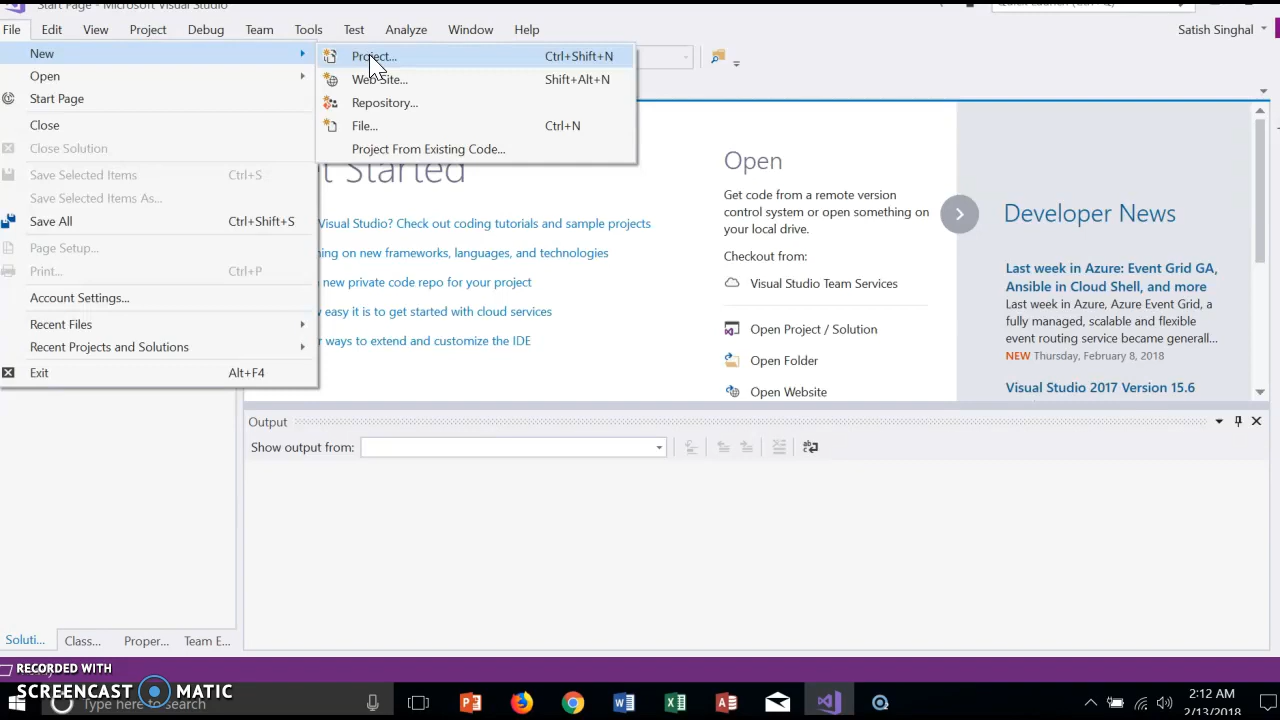 Start Page - Microsoft Visual Studio
File Edit View Project Debug Team Tools Test Analyze Window Help Satish Singhal
New
Open
Start Page
Close
Close Solution
Save Selected Items Ctrl+S
Save Selected Items As...
Save All Ctrl+Shift+S
Page Setup...
Print... Ctrl+P
Account Settings...
Recent Files
Recent Projects and Solutions
Exit Alt+F4
Project... Ctrl+Shift+N
Web Site... Shift+Alt+N
Repository...
File... Ctrl+N
Project From Existing Code...
t Started
Visual Studio? Check out coding tutorials and sample projects
ing on new frameworks, languages, and technologies
new private code repo for your project
easy it is to get started with cloud services
ways to extend and customize the IDE
Open
Get code from a remote version
control system or open something on
your local drive.
Checkout from:
Visual Studio Team Services
Open Project / Solution
Open Folder
Open Website
Developer News
Last week in Azure: Event Grid GA,
Ansible in Cloud Shell, and more
Last week in Azure, Azure Event Grid, a
fully managed, scalable and flexible
event routing service became generall...
NEW Thursday, February 8, 2018
Visual Studio 2017 Version 15.6
Output
Show output from:
Soluti... Class... Proper... Team E...
RECORDED WITH
SCREENCAST MATIC
Type here to search
2:12 AM
2/13/2018